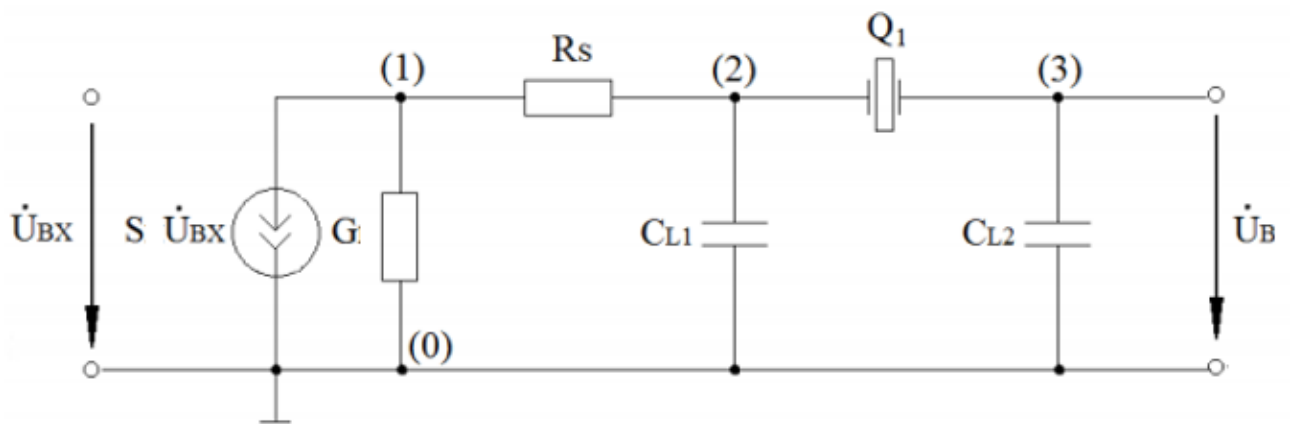 Q1
(1) Rs (2) (3)
U̇BX S U̇BX G CL1 CL2 U̇B
(0)